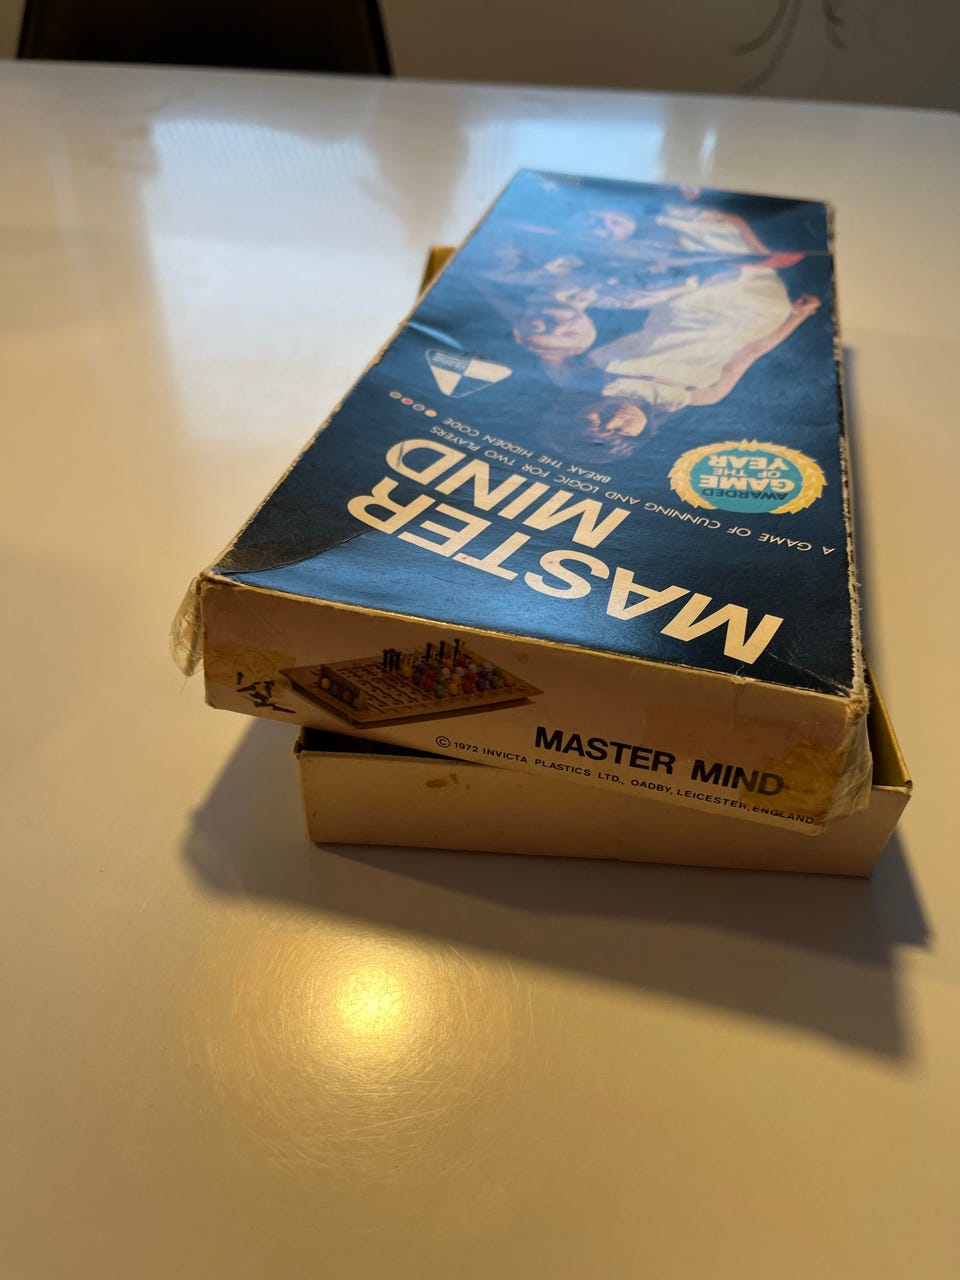 MASTER
MIND
A GAME OF CUNNING AND LOGIC FOR TWO PLAYERS
BREAK THE HIDDEN CODE
AWARDED
GAME
OF THE
YEAR
MASTER MIND
© 1972 INVICTA PLASTICS LTD., OADBY, LEICESTER, ENGLAND